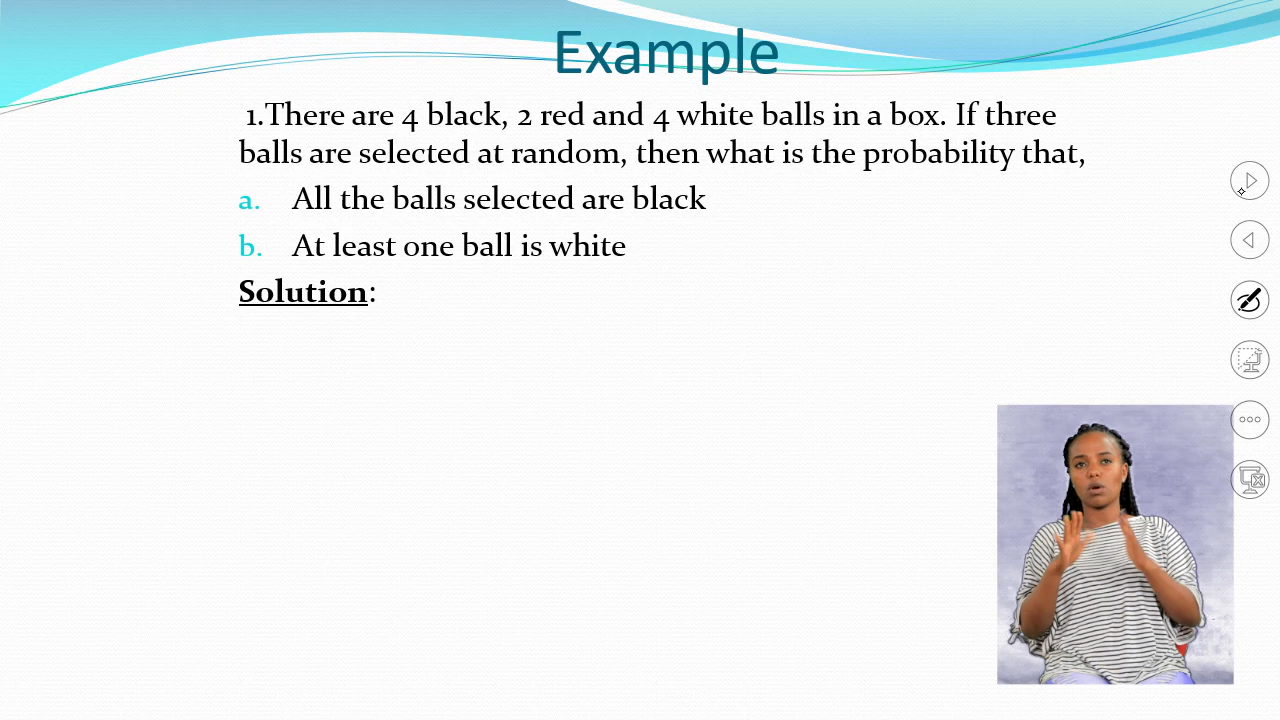 Example
1.There are 4 black, 2 red and 4 white balls in a box. If three
balls are selected at random, then what is the probability that,
a. All the balls selected are black
b. At least one ball is white
Solution: